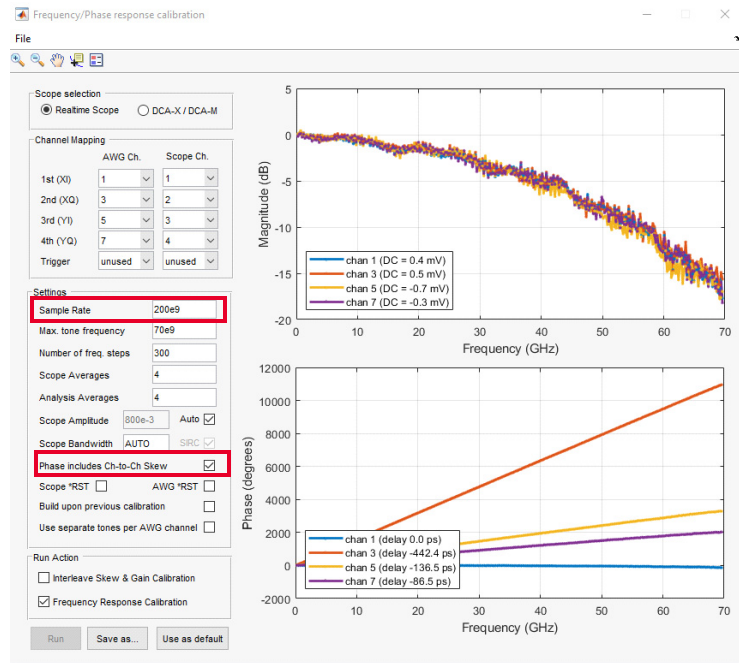 Frequency/Phase response calibration
File
Scope selection
Realtime Scope DCA-X / DCA-M
Channel Mapping
AWG Ch. Scope Ch.
1st (XI) 1 1
2nd (XQ) 3 2
3rd (YI) 5 3
4th (YQ) 7 4
Trigger unused unused
Settings
Sample Rate 200e9
Max. tone frequency 70e9
Number of freq. steps 300
Scope Averages 4
Analysis Averages 4
Scope Amplitude 800e-3 Auto
Scope Bandwidth AUTO SIRC
Phase includes Ch-to-Ch Skew
Scope *RST AWG *RST
Build upon previous calibration
Use separate tones per AWG channel
Run Action
Interleave Skew & Gain Calibration
Frequency Response Calibration
Run Save as... Use as default
Magnitude (dB)
5
0
-5
-10
-15
-20
chan 1 (DC = 0.4 mV)
chan 3 (DC = 0.5 mV)
chan 5 (DC = -0.7 mV)
chan 7 (DC = -0.3 mV)
0 10 20 30 40 50 60 70
Frequency (GHz)
Phase (degrees)
12000
10000
8000
6000
4000
2000
0
-2000
chan 1 (delay 0.0 ps)
chan 3 (delay -442.4 ps)
chan 5 (delay -136.5 ps)
chan 7 (delay -86.5 ps)
0 10 20 30 40 50 60 70
Frequency (GHz)